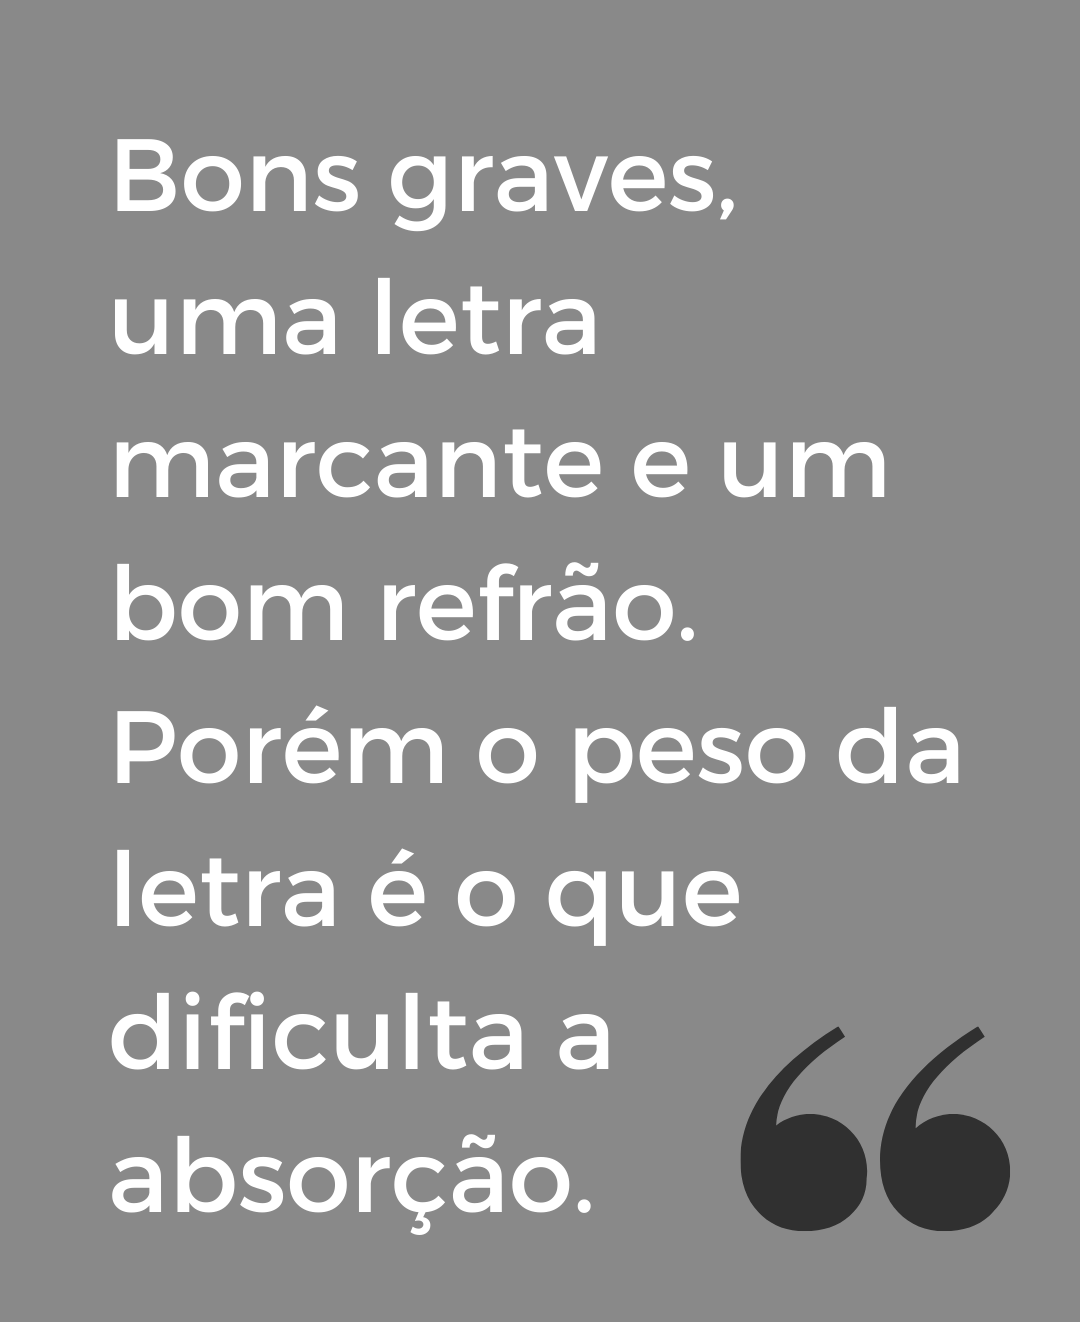 Bons graves,
uma letra
marcante e um
bom refrão.
Porém o peso da
letra é o que
dificulta a
absorção.
“